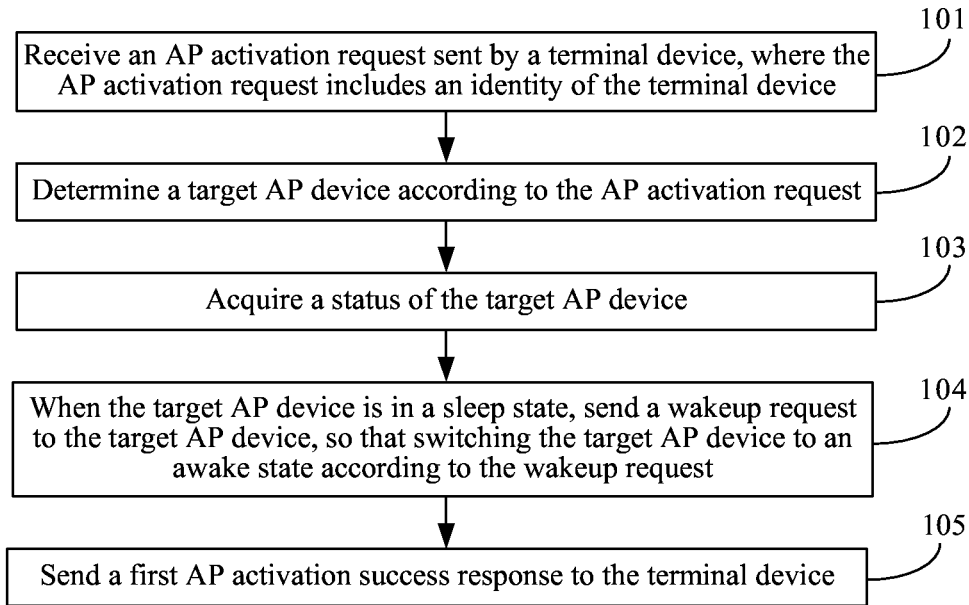 101
Receive an AP activation request sent by a terminal device, where the
AP activation request includes an identity of the terminal device
102
Determine a target AP device according to the AP activation request
103
Acquire a status of the target AP device
104
When the target AP device is in a sleep state, send a wakeup request
to the target AP device, so that switching the target AP device to an
awake state according to the wakeup request
105
Send a first AP activation success response to the terminal device